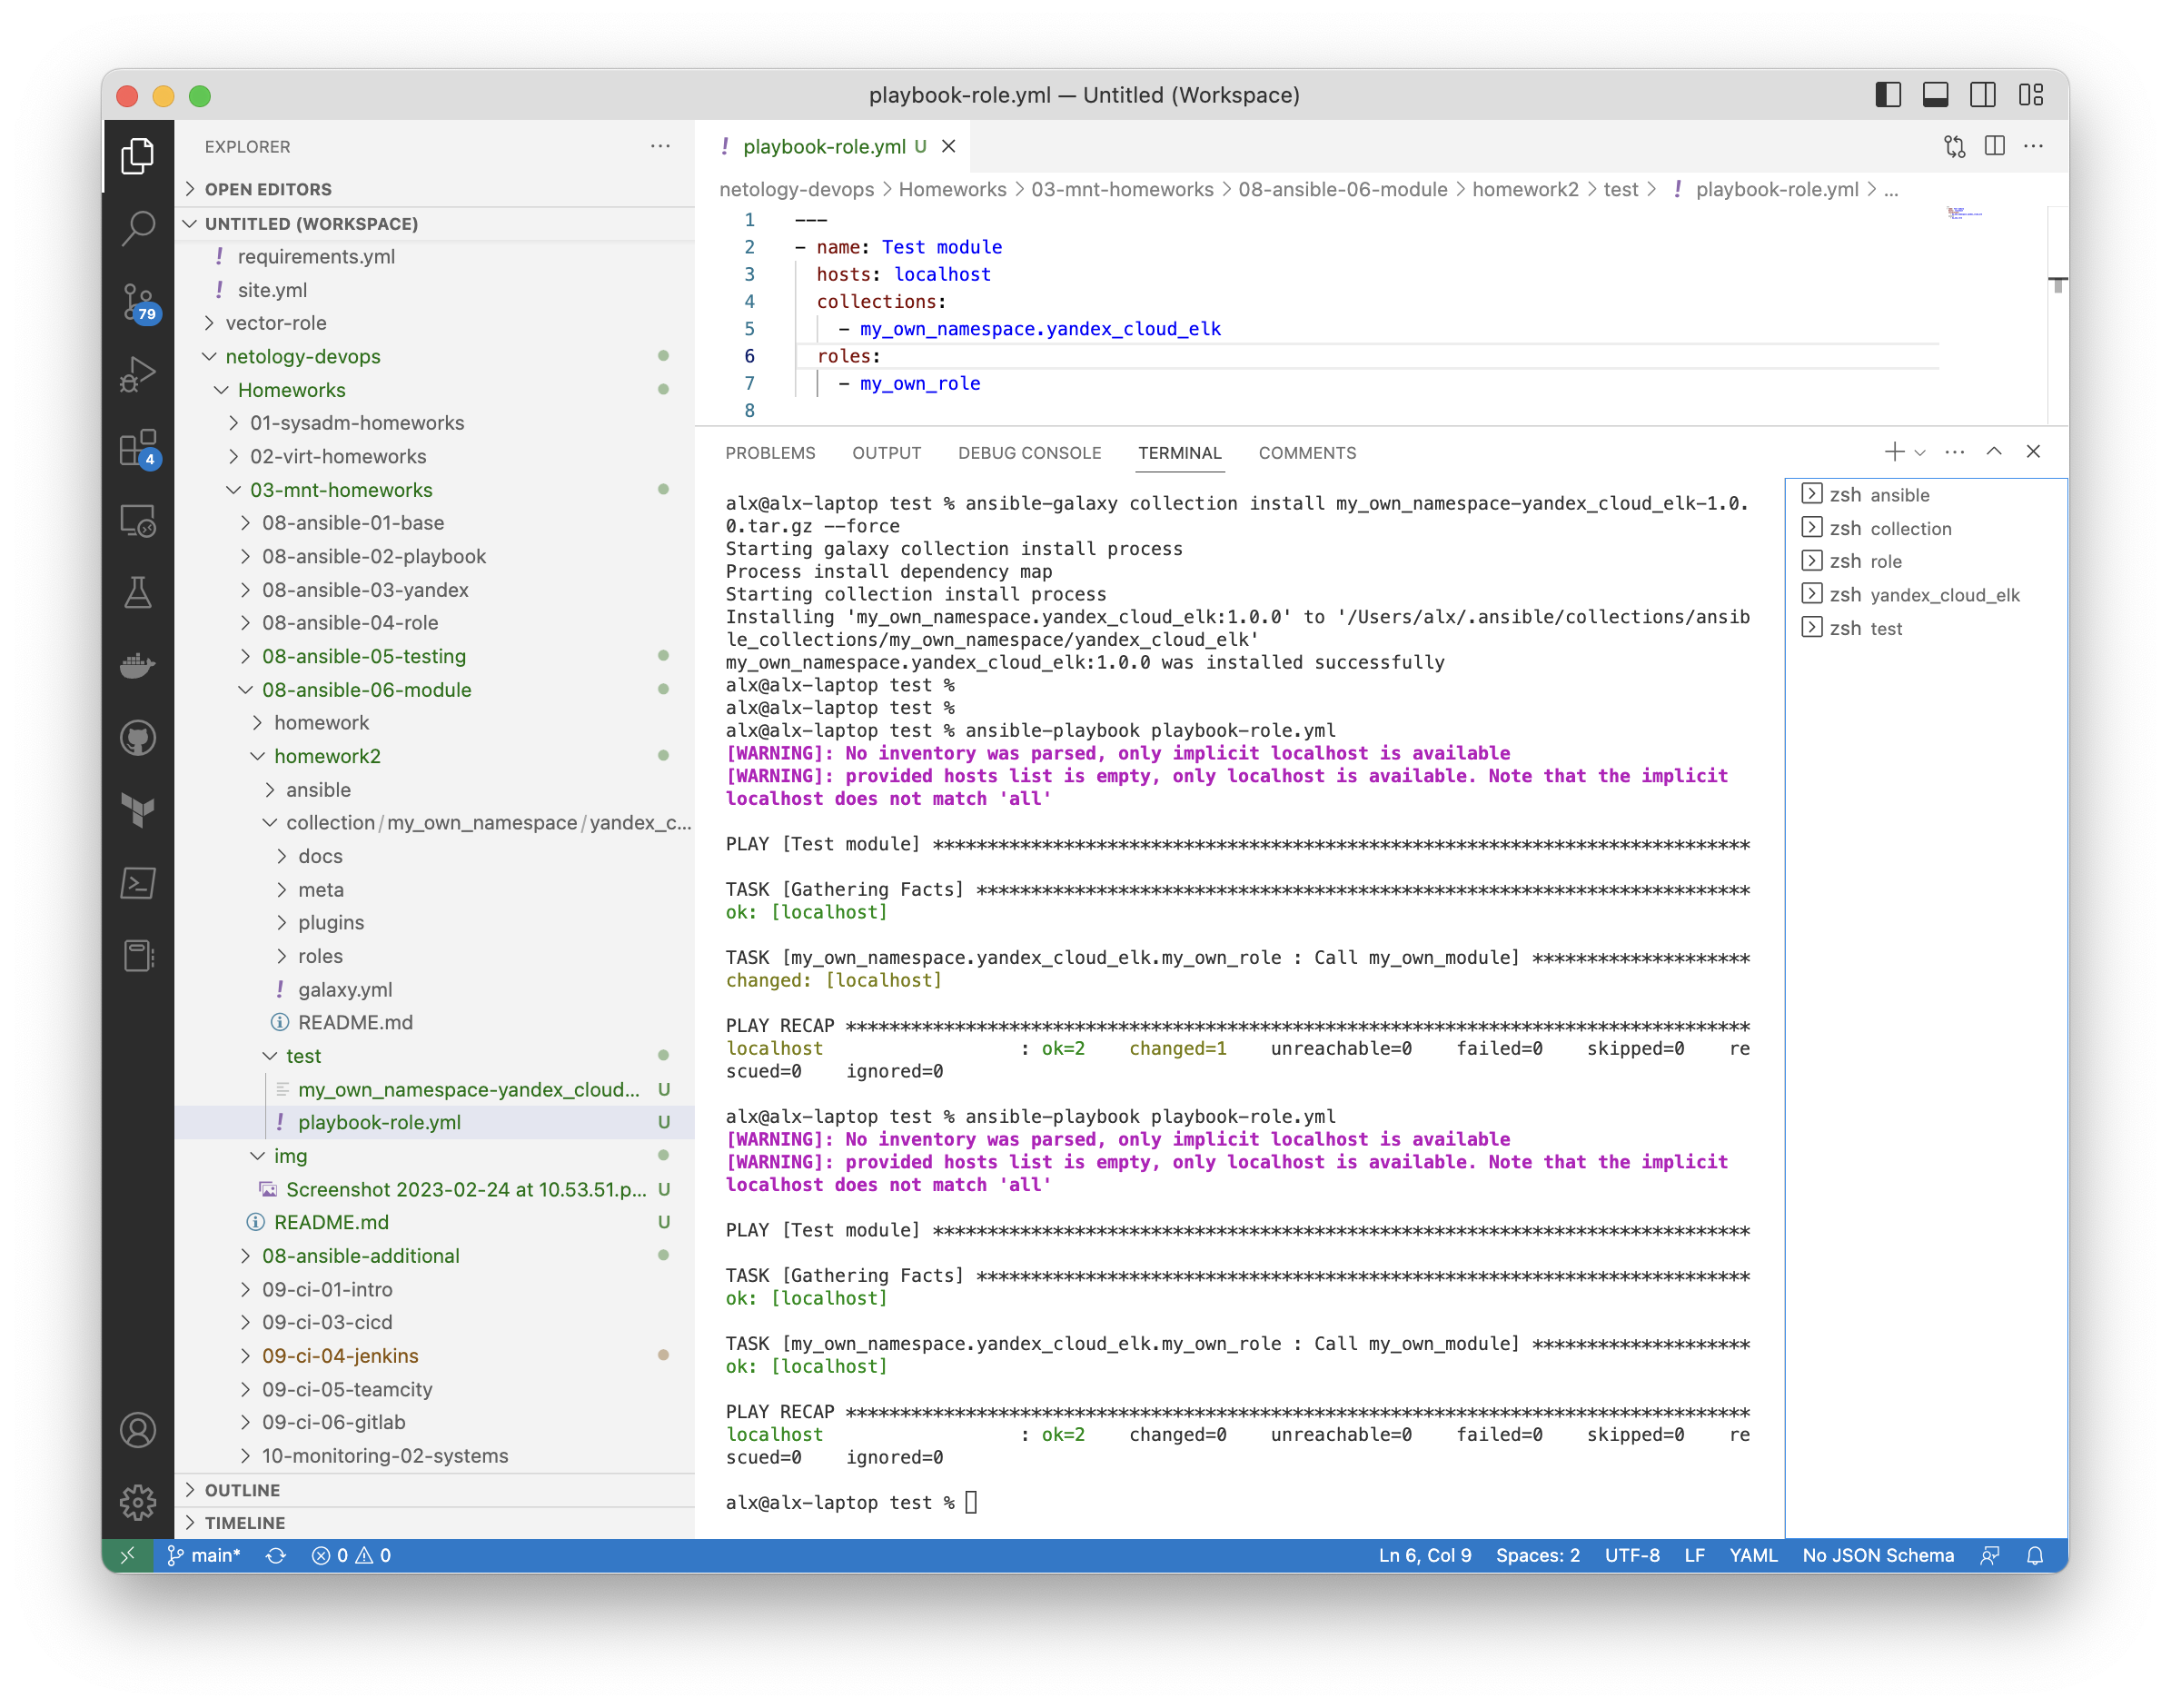 playbook-role.yml — Untitled (Workspace)
EXPLORER
OPEN EDITORS
UNTITLED (WORKSPACE)
! requirements.yml
! site.yml
vector-role
netology-devops
Homeworks
01-sysadm-homeworks
02-virt-homeworks
03-mnt-homeworks
08-ansible-01-base
08-ansible-02-playbook
08-ansible-03-yandex
08-ansible-04-role
08-ansible-05-testing
08-ansible-06-module
homework
homework2
ansible
collection/my_own_namespace/yandex_c...
docs
meta
plugins
roles
! galaxy.yml
README.md
test
my_own_namespace-yandex_cloud... U
! playbook-role.yml U
img
Screenshot 2023-02-24 at 10.53.51.p... U
README.md U
08-ansible-additional
09-ci-01-intro
09-ci-03-cicd
09-ci-04-jenkins
09-ci-05-teamcity
09-ci-06-gitlab
10-monitoring-02-systems
OUTLINE
TIMELINE
79
4
! playbook-role.yml U
netology-devops > Homeworks > 03-mnt-homeworks > 08-ansible-06-module > homework2 > test > ! playbook-role.yml > ...
1 ---
2 - name: Test module
3 hosts: localhost
4 collections:
5 - my_own_namespace.yandex_cloud_elk
6 roles:
7 - my_own_role
8
PROBLEMS OUTPUT DEBUG CONSOLE TERMINAL COMMENTS
alx@alx-laptop test % ansible-galaxy collection install my_own_namespace-yandex_cloud_elk-1.0.
0.tar.gz --force
Starting galaxy collection install process
Process install dependency map
Starting collection install process
Installing 'my_own_namespace.yandex_cloud_elk:1.0.0' to '/Users/alx/.ansible/collections/ansib
le_collections/my_own_namespace/yandex_cloud_elk'
my_own_namespace.yandex_cloud_elk:1.0.0 was installed successfully
alx@alx-laptop test %
alx@alx-laptop test %
alx@alx-laptop test % ansible-playbook playbook-role.yml
[WARNING]: No inventory was parsed, only implicit localhost is available
[WARNING]: provided hosts list is empty, only localhost is available. Note that the implicit
localhost does not match 'all'
PLAY [Test module] ***************************************************************************
TASK [Gathering Facts] ***********************************************************************
ok: [localhost]
TASK [my_own_namespace.yandex_cloud_elk.my_own_role : Call my_own_module] ********************
changed: [localhost]
PLAY RECAP ***********************************************************************************
localhost : ok=2 changed=1 unreachable=0 failed=0 skipped=0 re
scued=0 ignored=0
alx@alx-laptop test % ansible-playbook playbook-role.yml
[WARNING]: No inventory was parsed, only implicit localhost is available
[WARNING]: provided hosts list is empty, only localhost is available. Note that the implicit
localhost does not match 'all'
PLAY [Test module] ***************************************************************************
TASK [Gathering Facts] ***********************************************************************
ok: [localhost]
TASK [my_own_namespace.yandex_cloud_elk.my_own_role : Call my_own_module] ********************
ok: [localhost]
PLAY RECAP ***********************************************************************************
localhost : ok=2 changed=0 unreachable=0 failed=0 skipped=0 re
scued=0 ignored=0
alx@alx-laptop test %
zsh ansible
zsh collection
zsh role
zsh yandex_cloud_elk
zsh test
main* 0 0 Ln 6, Col 9 Spaces: 2 UTF-8 LF YAML No JSON Schema